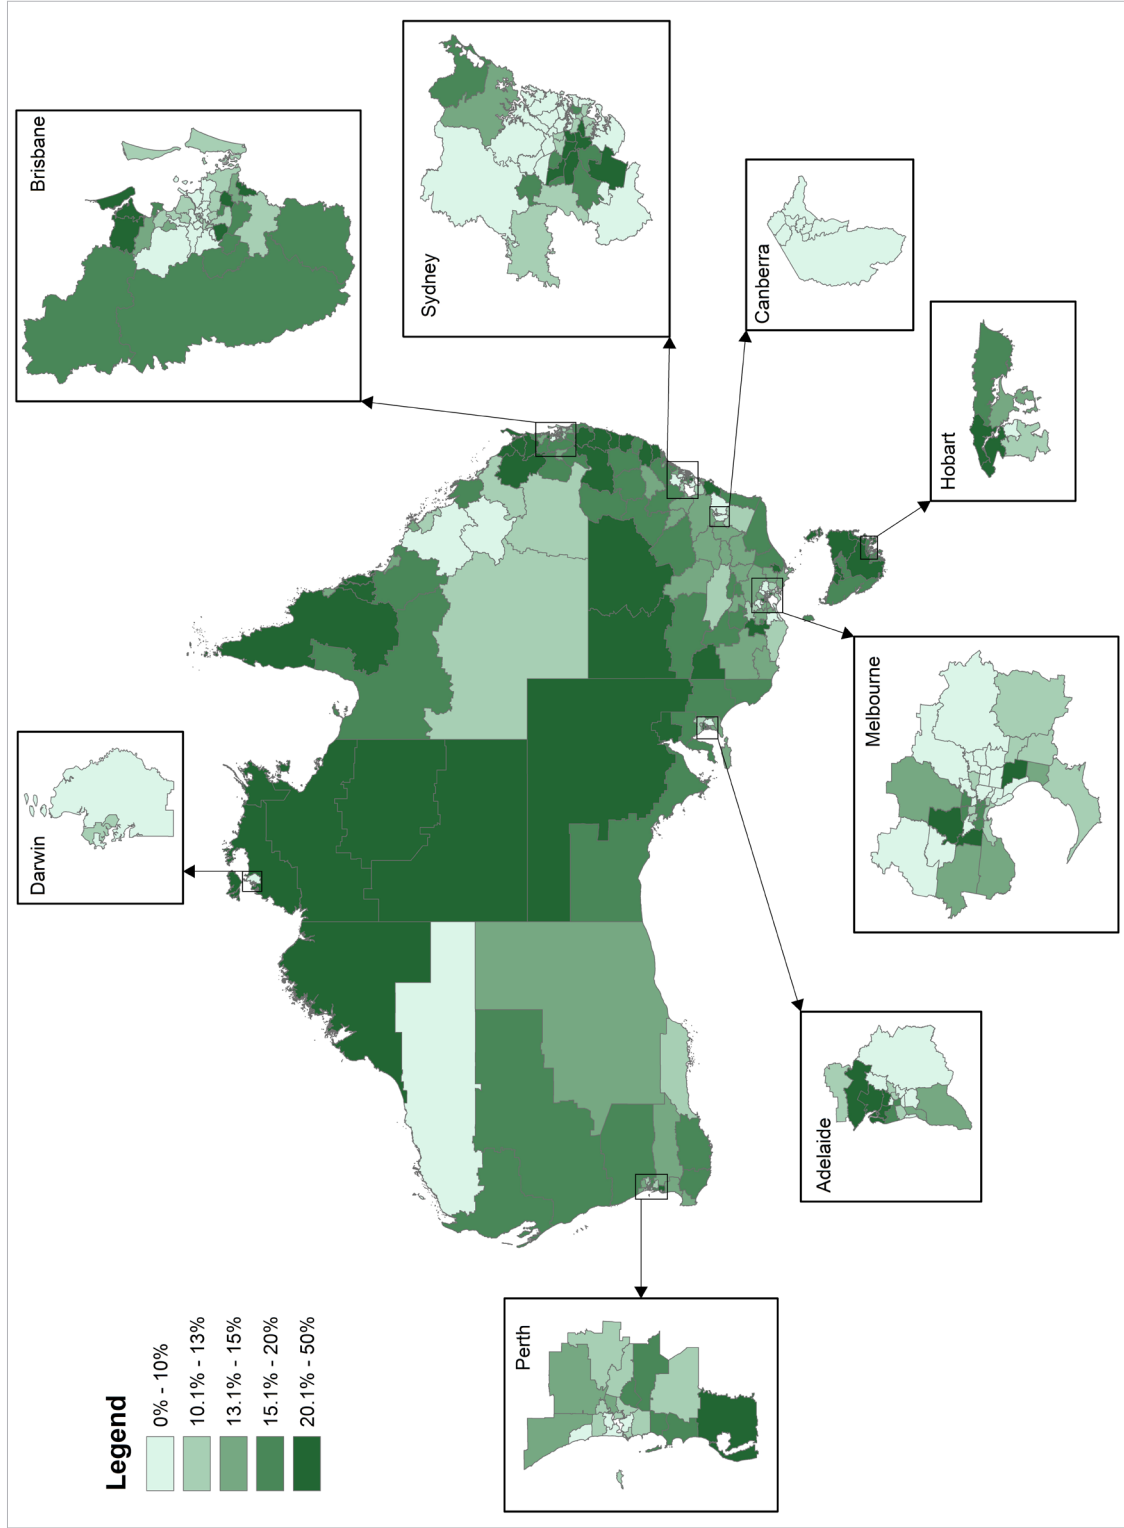 Legend
0% - 10%
10.1% - 13%
13.1% - 15%
15.1% - 20%
20.1% - 50%
Perth
Darwin
Adelaide
Melbourne
Brisbane
Sydney
Canberra
Hobart